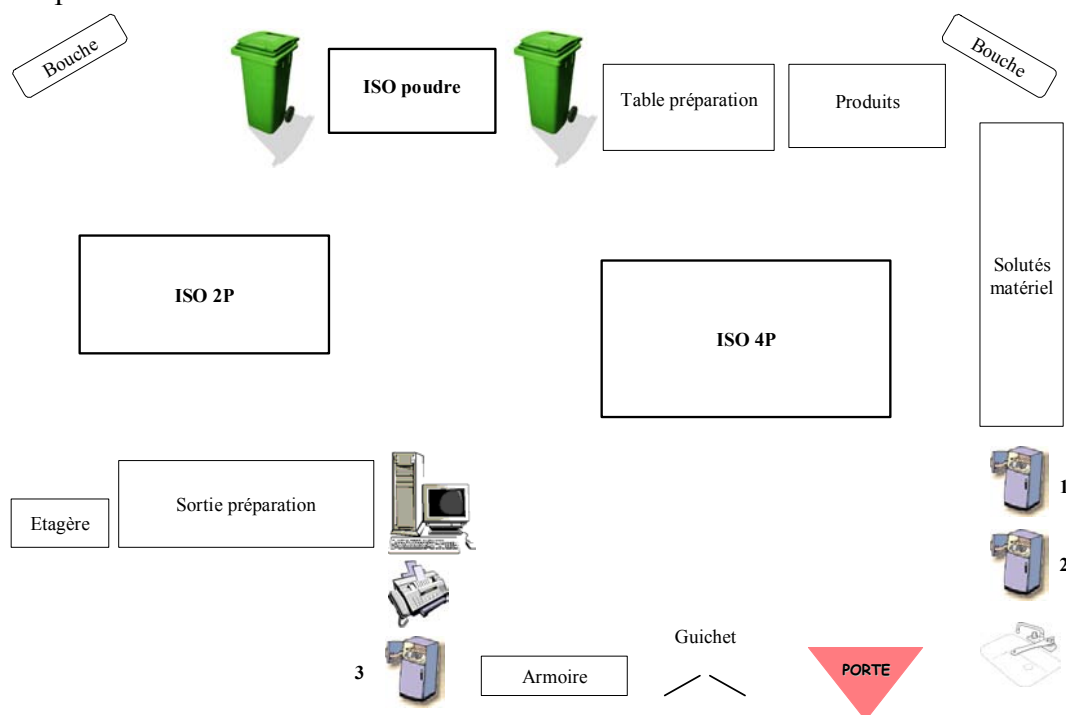 Bouche
Bouche
ISO poudre
Table préparation
Produits
Solutés
matériel
ISO 2P
ISO 4P
Sortie préparation
Etagère
1
2
Guichet
3
Armoire
PORTE